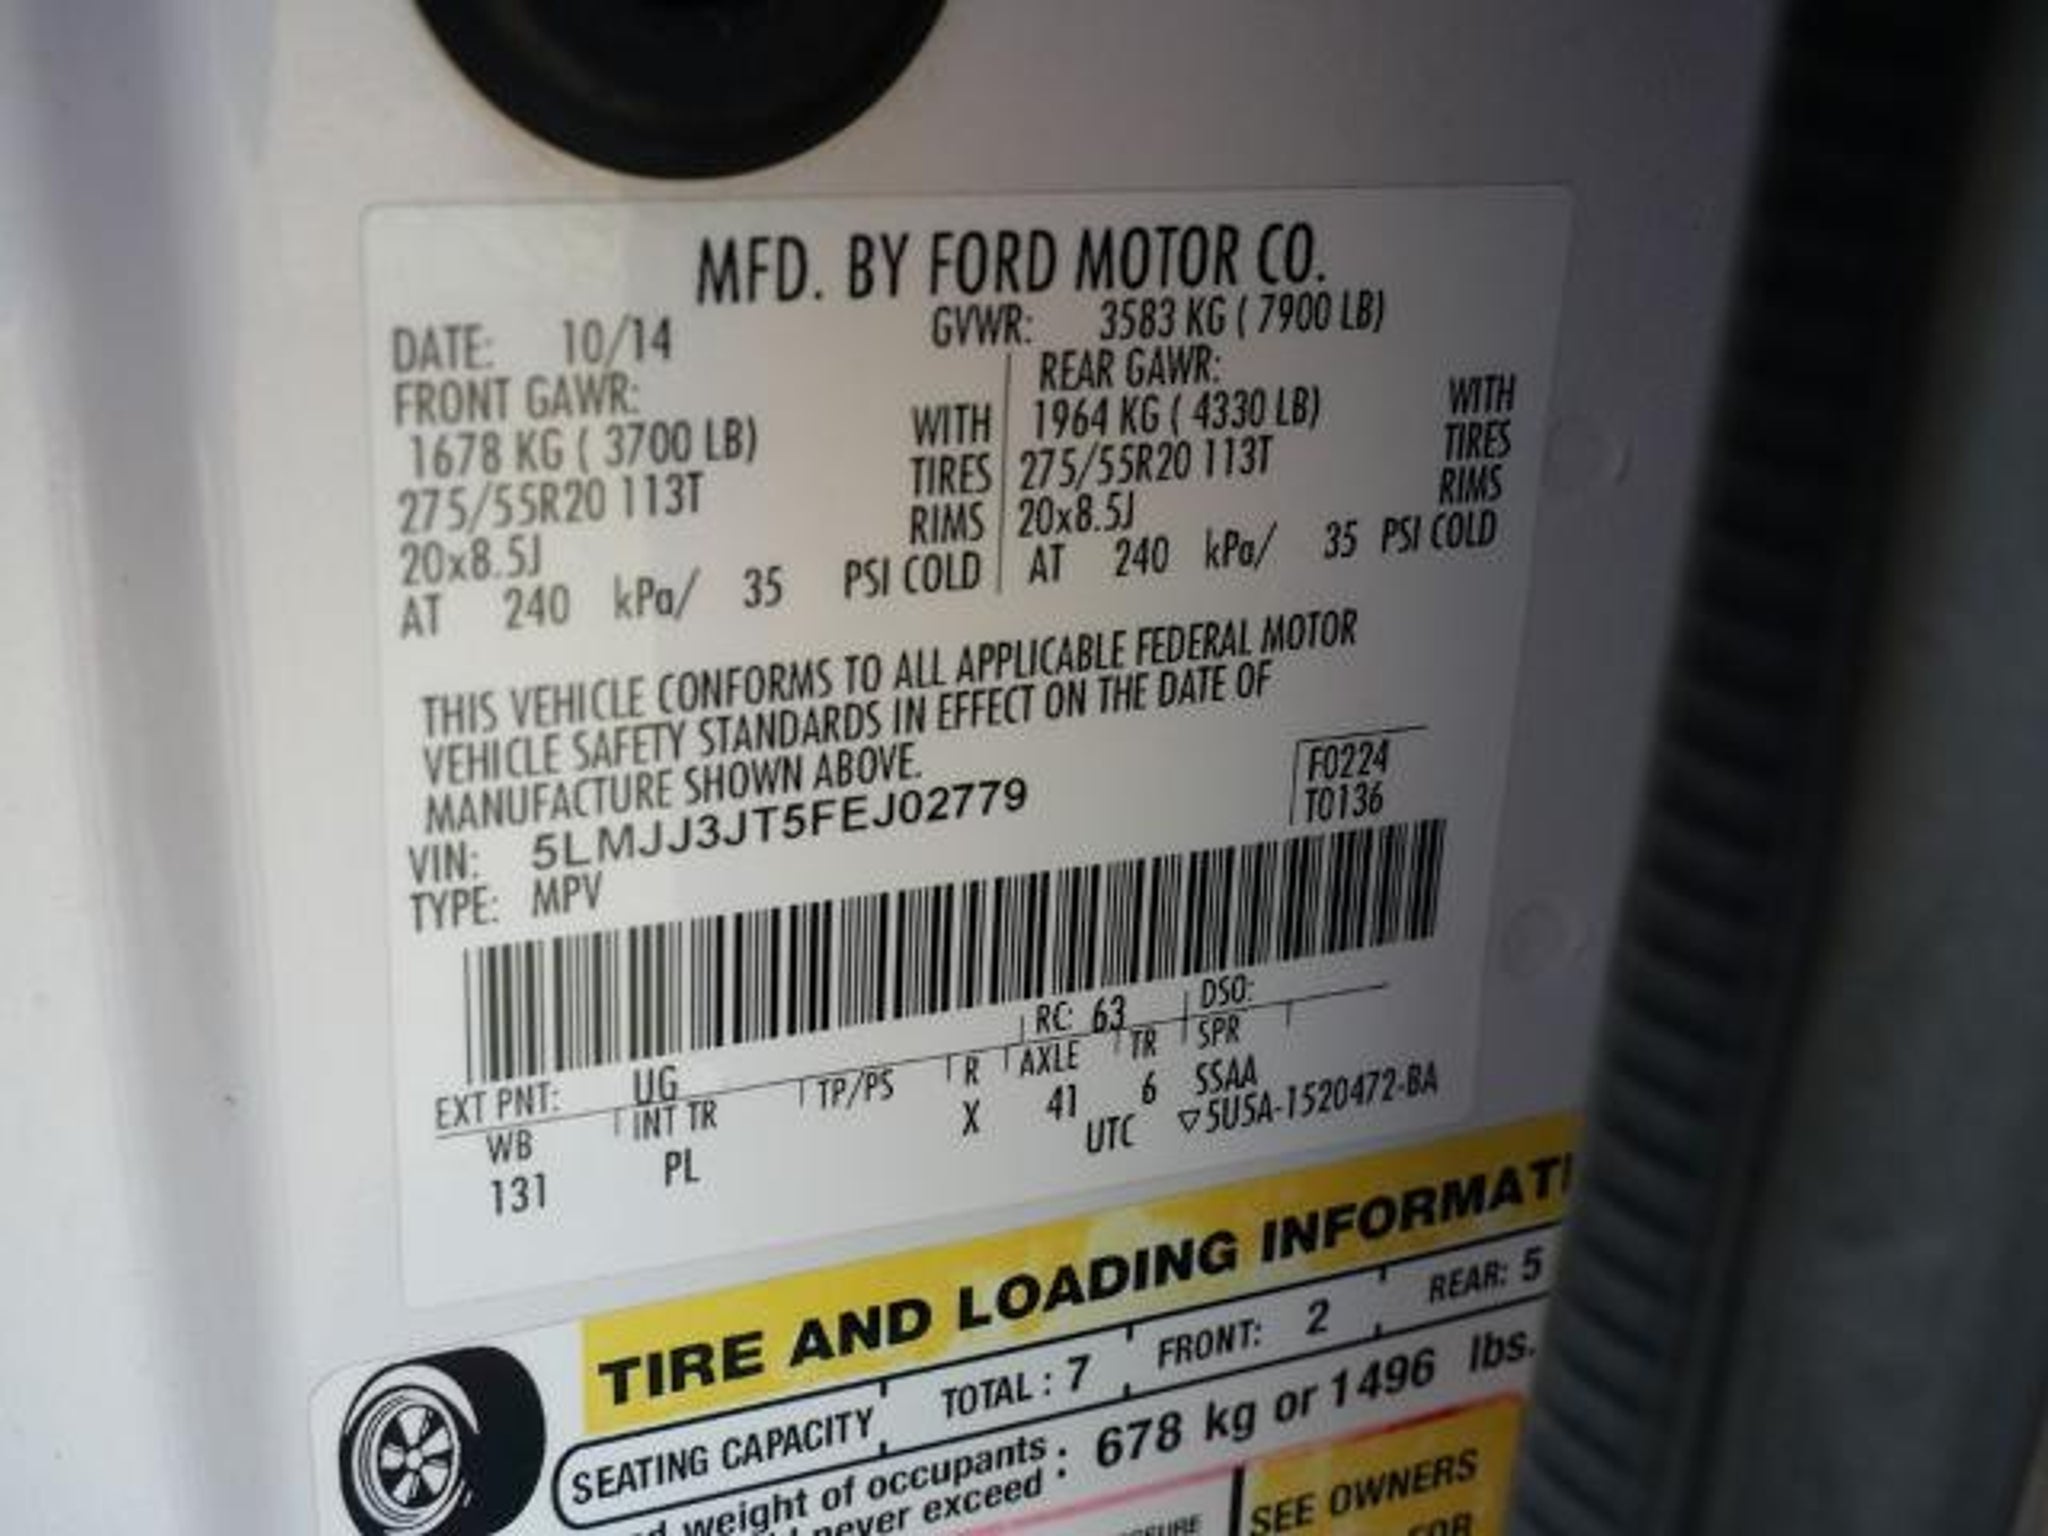 MFD. BY FORD MOTOR CO.
DATE: 10/14 GVWR: 3583 KG ( 7900 LB)
FRONT GAWR: REAR GAWR:
1678 KG ( 3700 LB) WITH 1964 KG ( 4330 LB) WITH
275/55R20 113T TIRES 275/55R20 113T TIRES
20x8.5J RIMS 20x8.5J RIMS
AT 240 kPa/ 35 PSI COLD AT 240 kPa/ 35 PSI COLD
THIS VEHICLE CONFORMS TO ALL APPLICABLE FEDERAL MOTOR
VEHICLE SAFETY STANDARDS IN EFFECT ON THE DATE OF
MANUFACTURE SHOWN ABOVE.
F0224
VIN: 5LMJJ3JT5FEJ02779 T0136
TYPE: MPV
EXT PNT: UG RC: 63 DSO:
WB INT TR TP/PS R AXLE TR SPR
131 PL X 41 6 SSAA
UTC ▽5U5A-1520472-BA
TIRE AND LOADING INFORMATI
SEATING CAPACITY TOTAL : 7 FRONT: 2 REAR: 5
weight of occupants : 678 kg or 1496 lbs.
never exceed :
SEE OWNERS
FOR